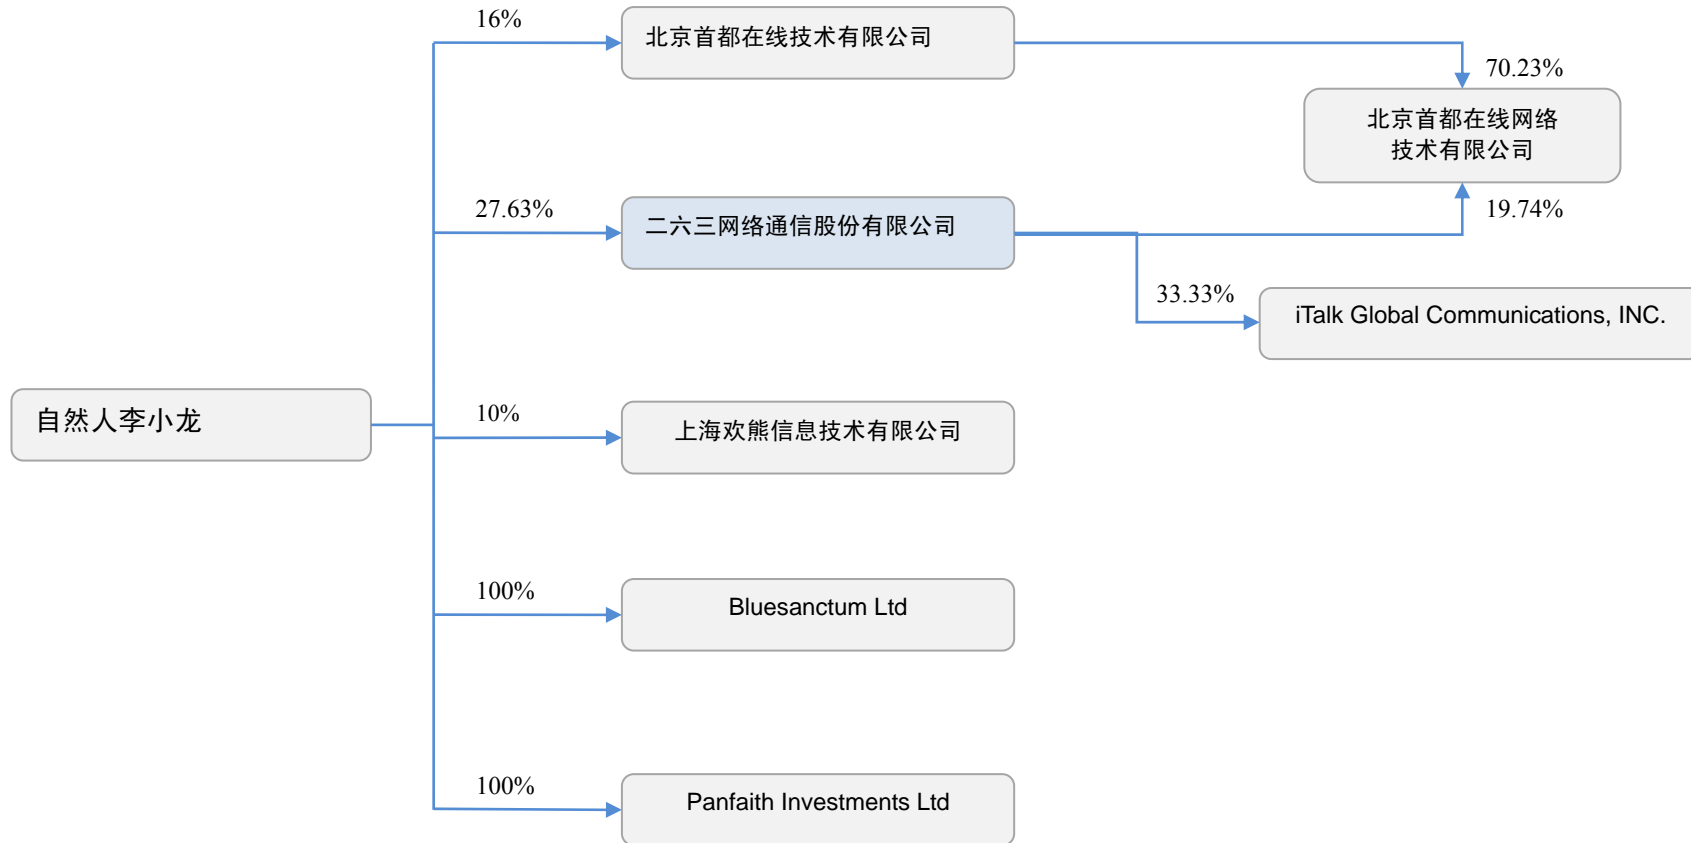 16%
北京首都在线技术有限公司
70.23%
北京首都在线网络
技术有限公司
27.63%
二六三网络通信股份有限公司
19.74%
33.33%
iTalk Global Communications, INC.
自然人李小龙
10%
上海欢熊信息技术有限公司
100%
Bluesanctum Ltd
100%
Panfaith Investments Ltd